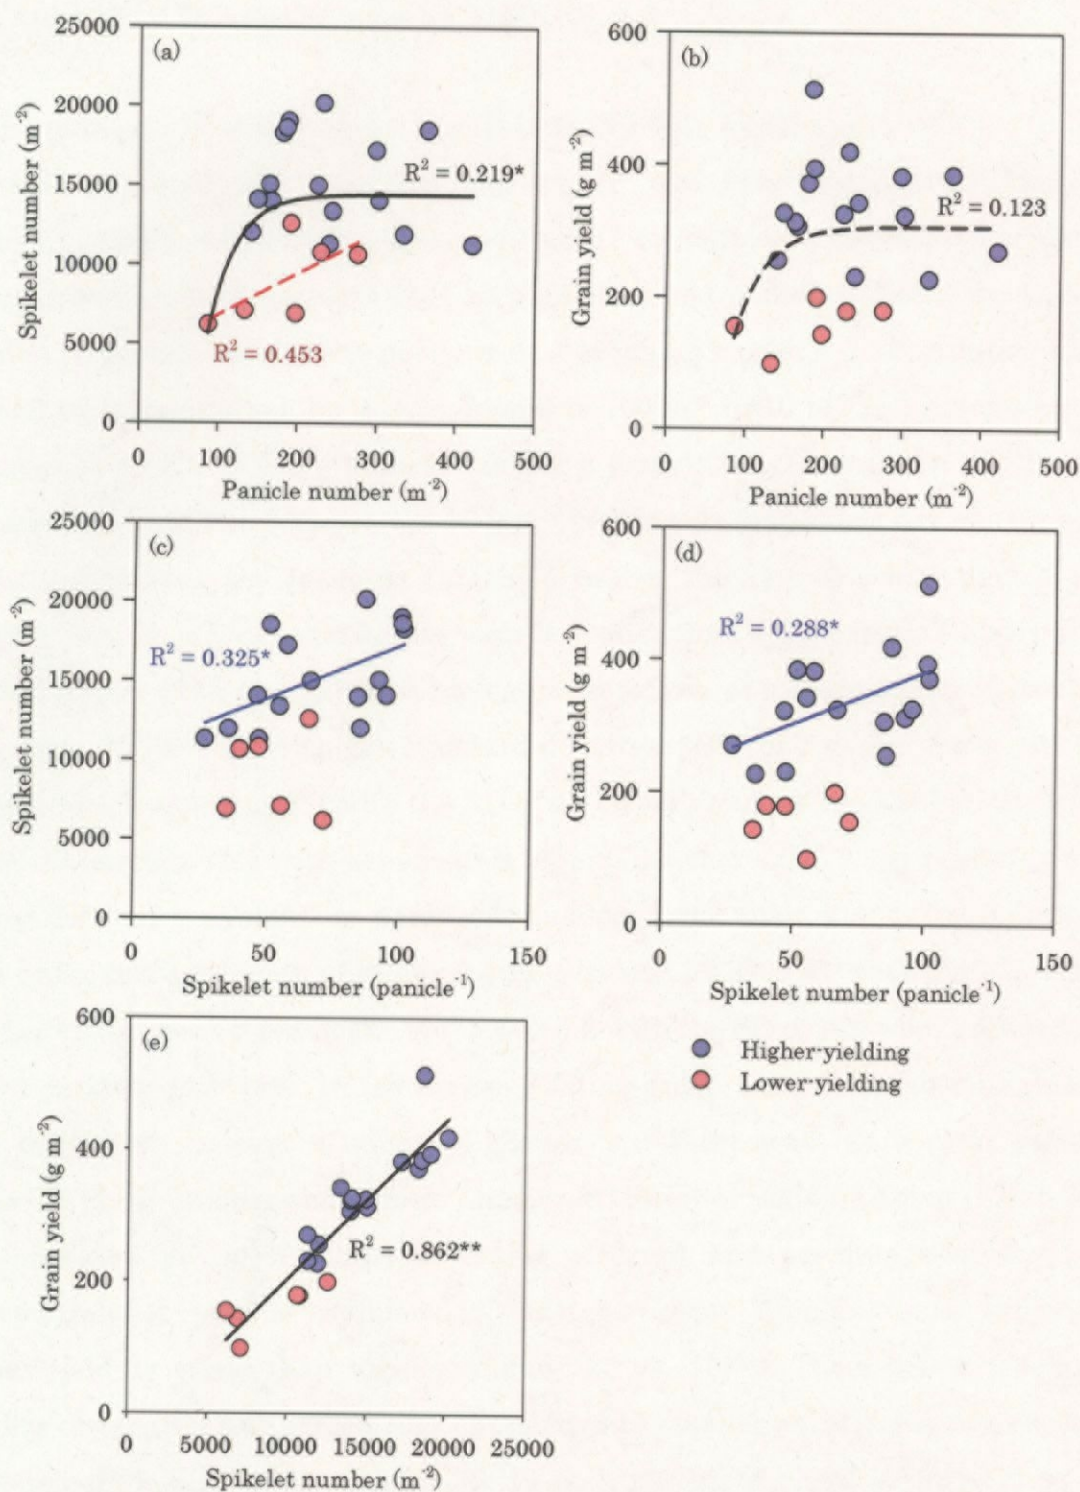 (a)
25000
20000
15000
10000
5000
0
Spikelet number (m⁻²)
R² = 0.219*
R² = 0.453
0 100 200 300 400 500
Panicle number (m⁻²)
(b)
600
400
200
0
Grain yield (g m⁻²)
R² = 0.123
0 100 200 300 400 500
Panicle number (m⁻²)
(c)
25000
20000
15000
10000
5000
0
Spikelet number (m⁻²)
R² = 0.325*
0 50 100 150
Spikelet number (panicle⁻¹)
(d)
600
400
200
0
Grain yield (g m⁻²)
R² = 0.288*
0 50 100 150
Spikelet number (panicle⁻¹)
(e)
600
400
200
0
Grain yield (g m⁻²)
R² = 0.862**
0 5000 10000 15000 20000 25000
Spikelet number (m⁻²)
Higher-yielding
Lower-yielding